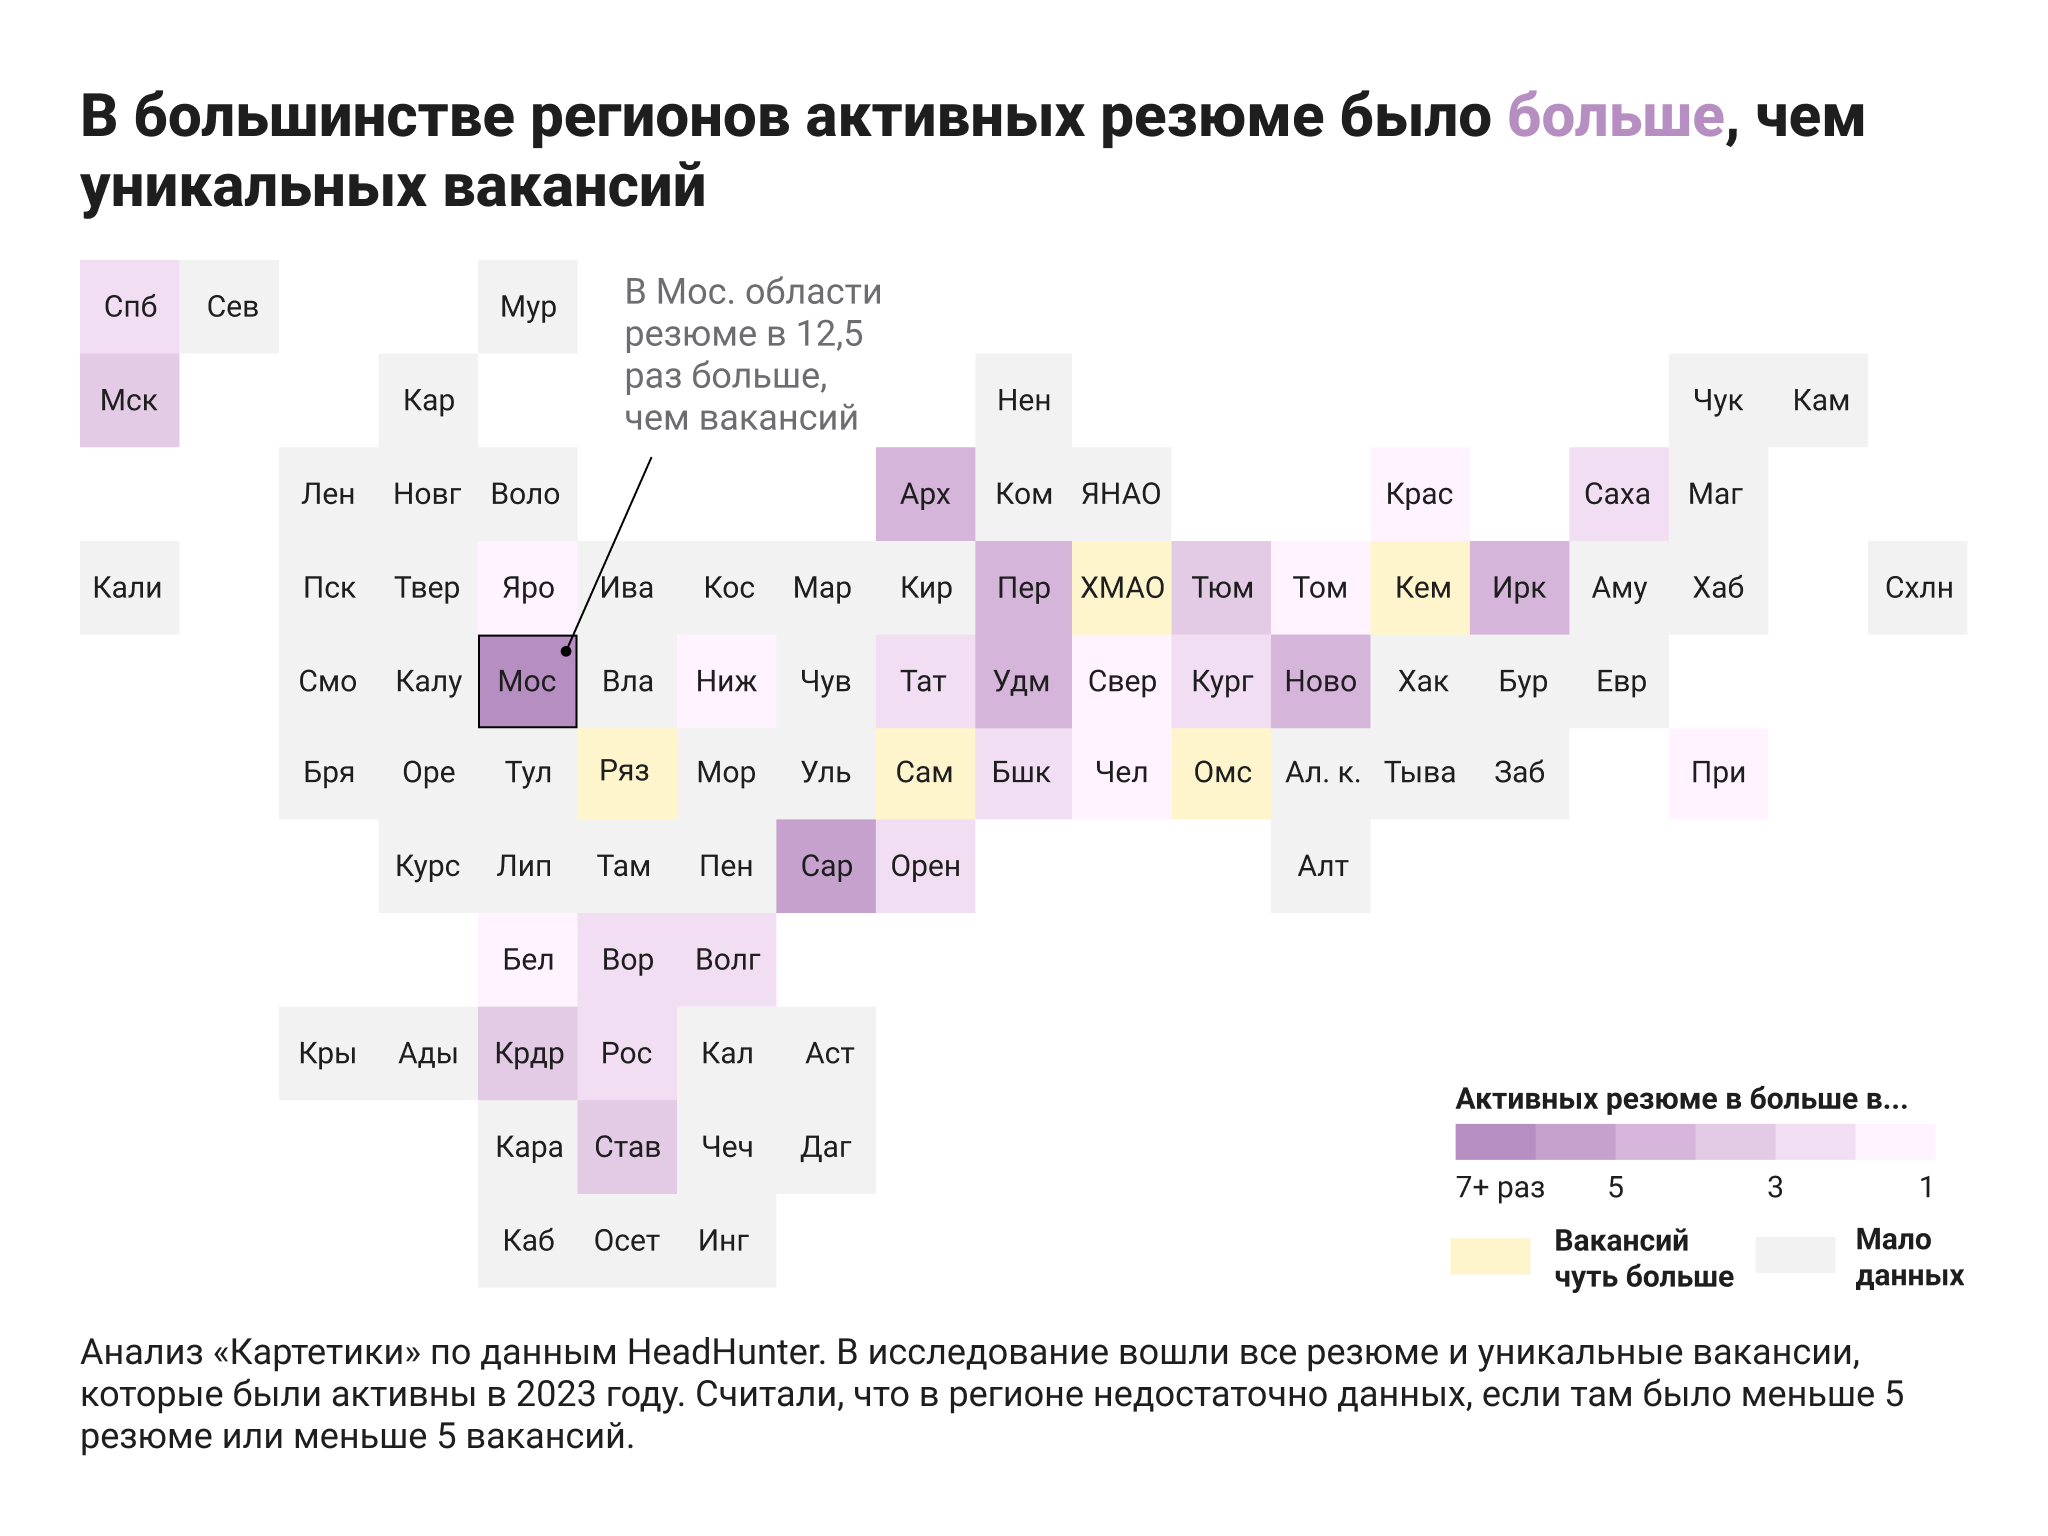 В большинстве регионов активных резюме было больше, чем
уникальных вакансий
Спб Сев Мур
В Мос. области
резюме в 12,5
раз больше,
чем вакансий
Мск Кар Нен Чук Кам
Лен Новг Воло Арх Ком ЯНАО Крас Саха Маг
Кали Пск Твер Яро Ива Кос Мар Кир Пер ХМАО Тюм Том Кем Ирк Аму Хаб Схлн
Смо Калу Мос Вла Ниж Чув Тат Удм Свер Кург Ново Хак Бур Евр
Бря Оре Тул Ряз Мор Уль Сам Бшк Чел Омс Ал. к. Тыва Заб При
Курс Лип Там Пен Сар Орен Алт
Бел Вор Волг
Кры Ады Крдр Рос Кал Аст
Кара Став Чеч Даг
Каб Осет Инг
Активных резюме в больше в...
7+ раз 5 3 1
Вакансий
чуть больше
Мало
данных
Анализ «Картетики» по данным HeadHunter. В исследование вошли все резюме и уникальные вакансии,
которые были активны в 2023 году. Считали, что в регионе недостаточно данных, если там было меньше 5
резюме или меньше 5 вакансий.